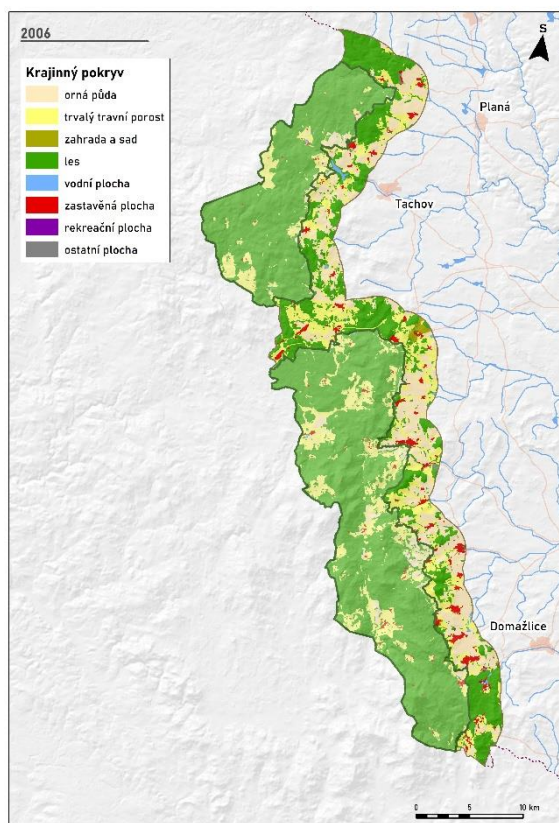 2006
S
Krajinný pokryv
orná půda
trvalý travní porost
zahrada a sad
les
vodní plocha
zastavěná plocha
rekreační plocha
ostatní plocha
Planá
Tachov
Domažlice
0 5 10 km